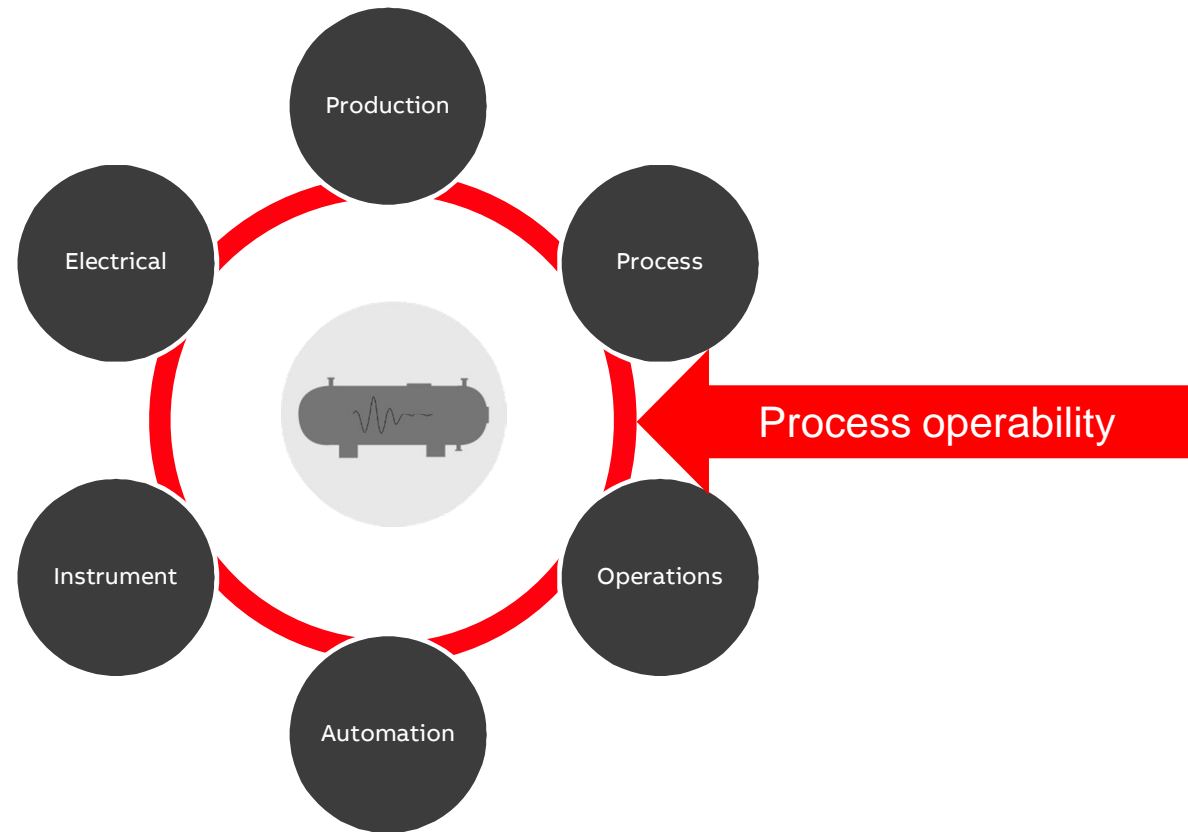 Production
Electrical
Process
Process operability
Instrument
Operations
Automation